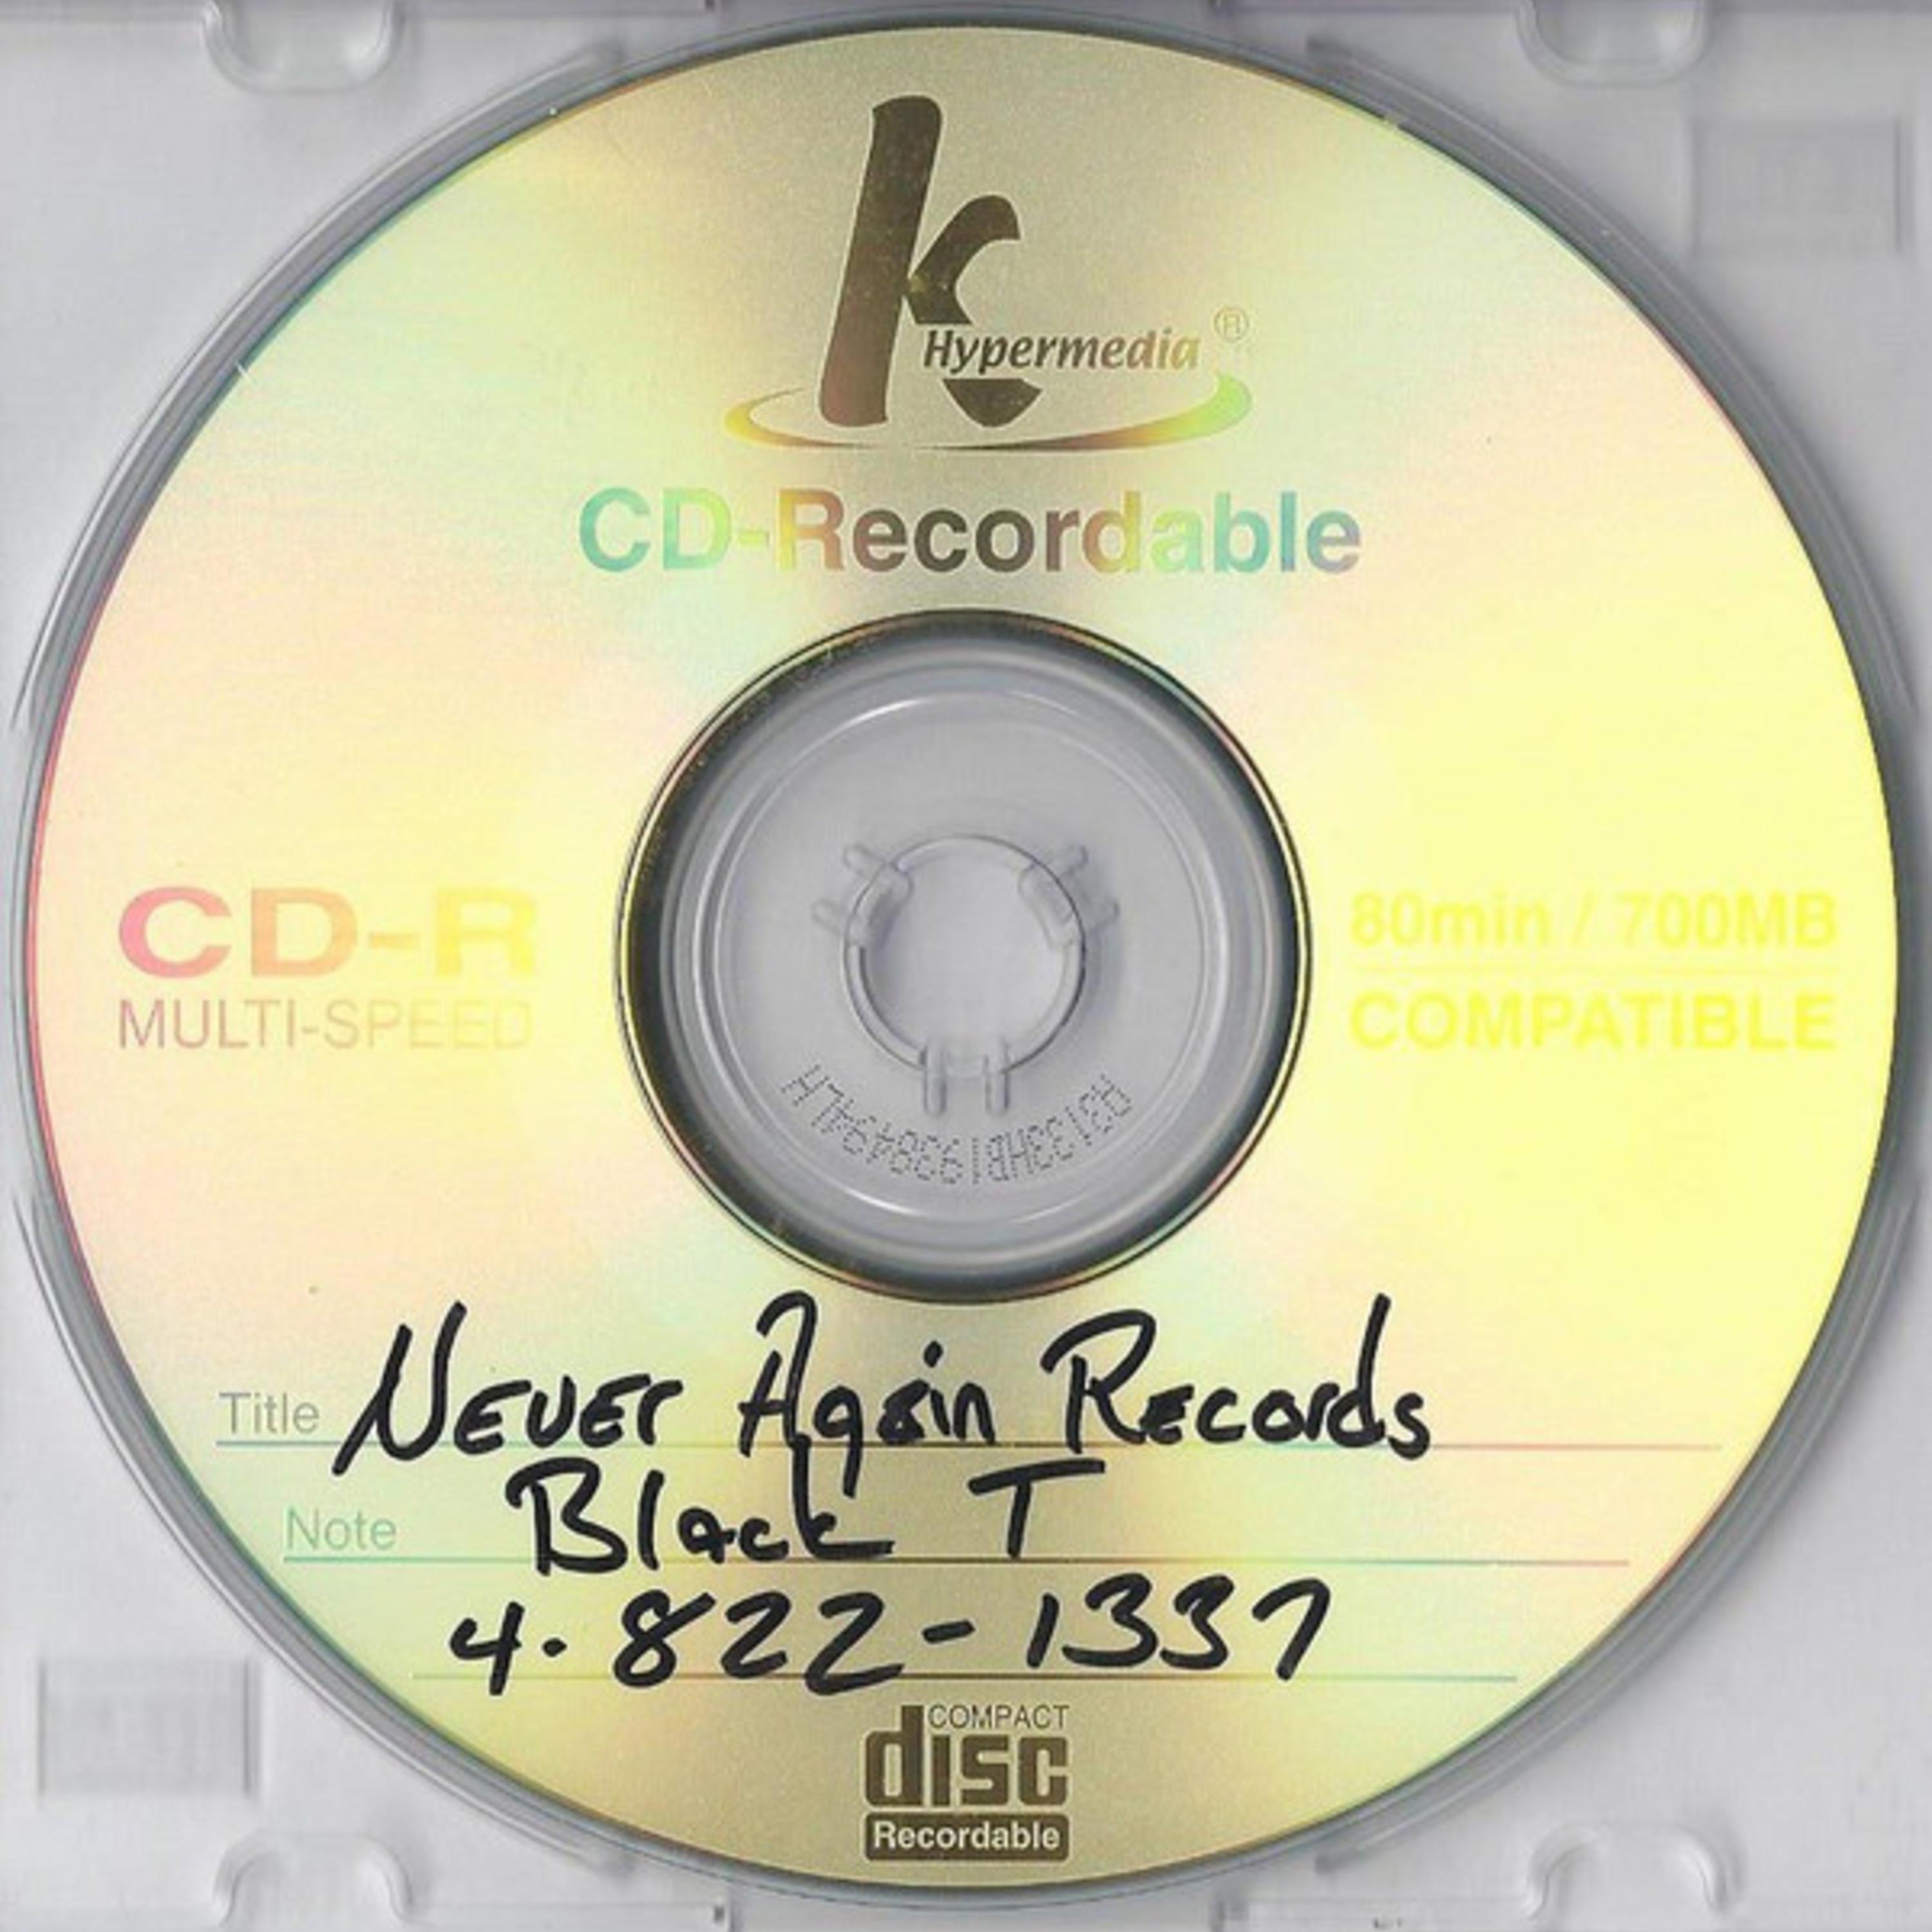 k Hypermedia ®
CD-Recordable
CD-R
MULTI-SPEED
80min / 700MB
COMPATIBLE
Title Never Again Records
Note Black T
4-822-1337
COMPACT
disc
Recordable